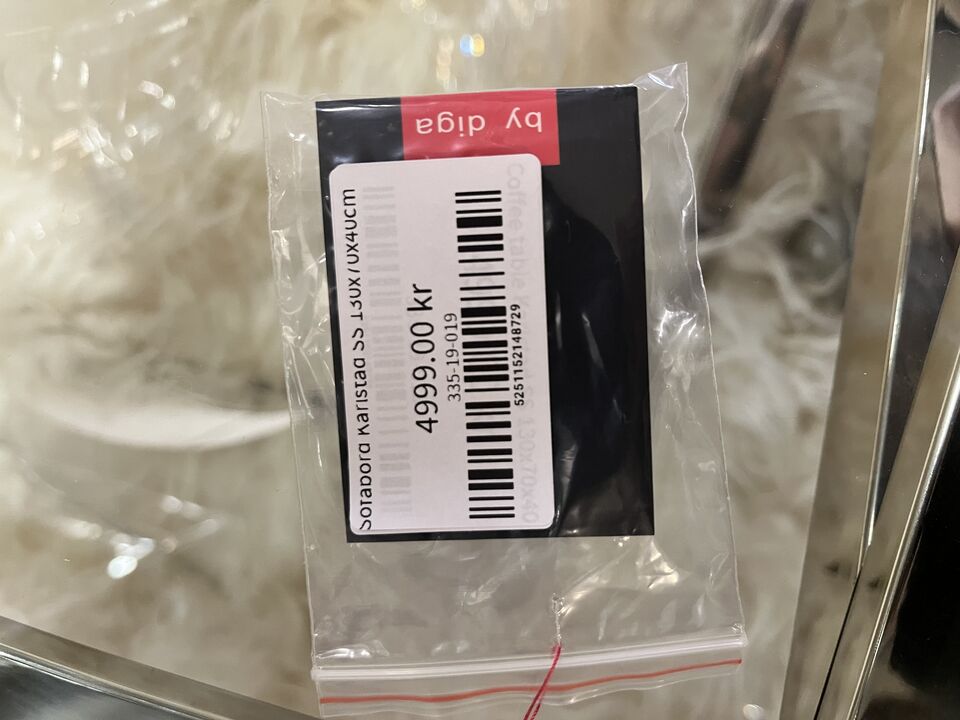 by diga
Sofabord Karlstad SS 130x70x40cm
4999.00 kr
335-19-019
5251152148729
Coffee table
130x70x40